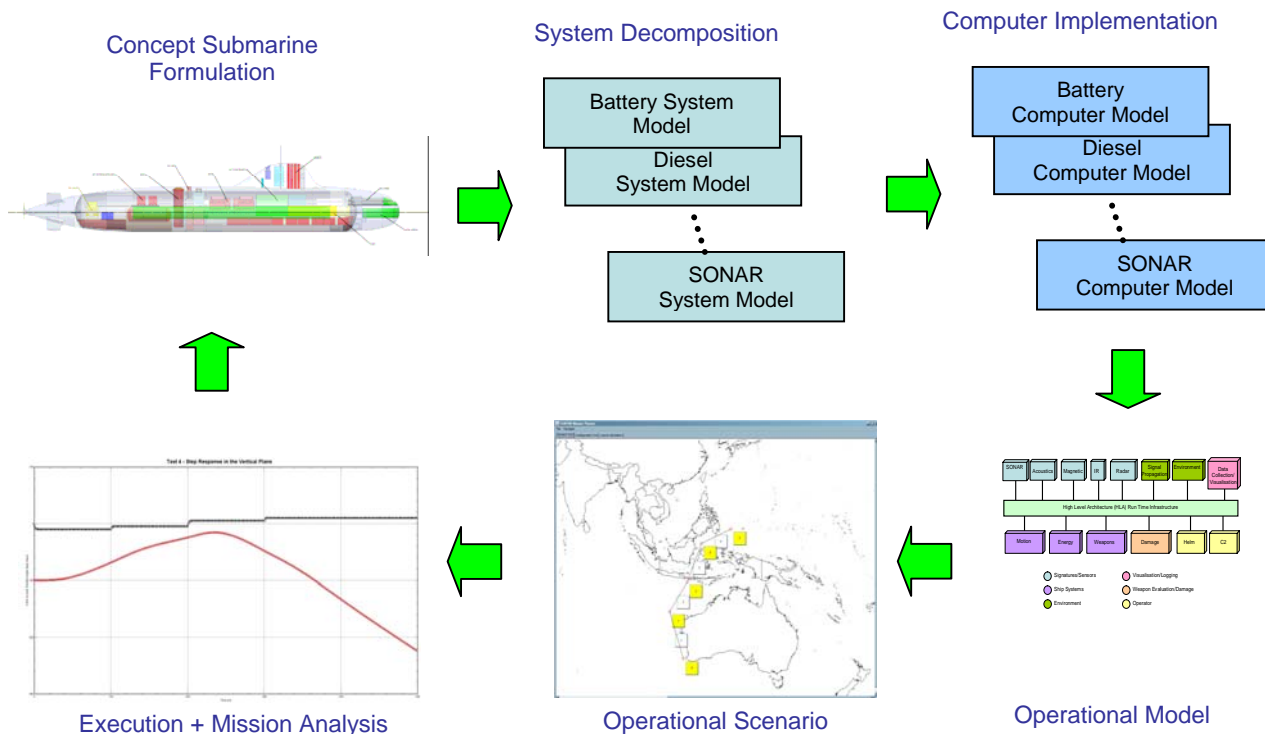 Concept Submarine
Formulation
System Decomposition
Computer Implementation
Battery System
Model
Diesel
System Model
SONAR
System Model
Battery
Computer Model
Diesel
Computer Model
SONAR
Computer Model
SONAR
Acoustics
Magnetic
IR
Radar
Signal
Propagation
Environment
Data
Collection/
Visualisation
High Level Architecture (HLA) Run Time Infrastructure
Motion
Energy
Weapons
Damage
Helm
C2
Signatures/Sensors
Visualisation/Logging
Ship Systems
Weapon Evaluation/Damage
Environment
Operator
Test 4 - Step Response in the Vertical Plane
Execution + Mission Analysis
Operational Scenario
Operational Model